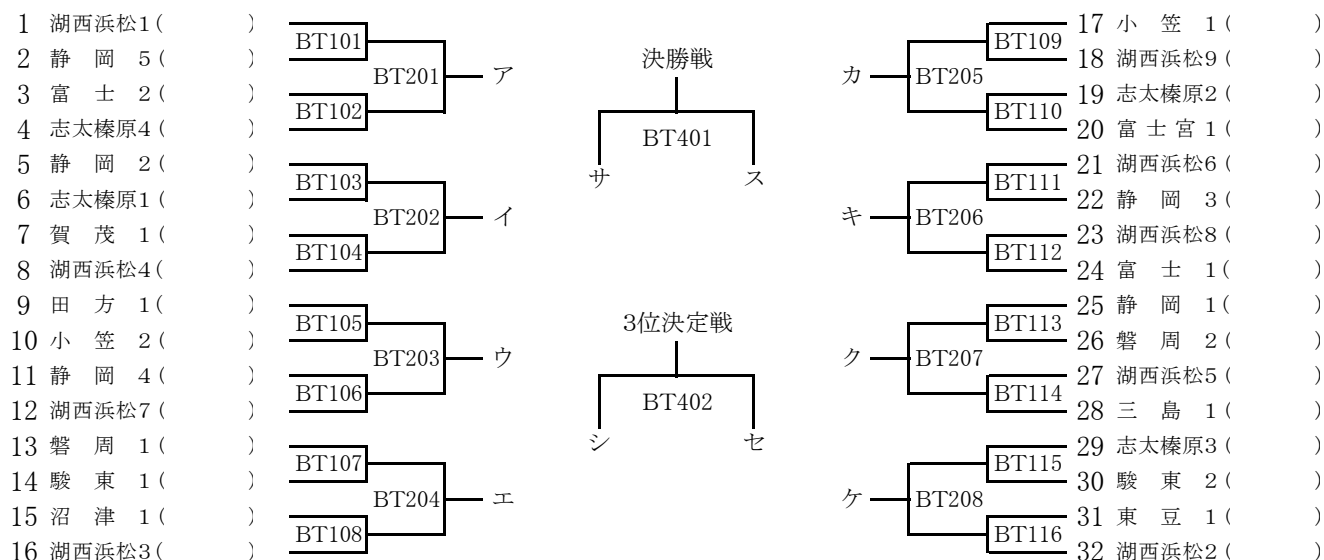 1 湖西浜松1 ( )
2 静 岡 5 ( )
BT101
3 富 士 2 ( )
4 志太榛原4 ( )
BT102
BT201
ア
5 静 岡 2 ( )
6 志太榛原1 ( )
BT103
7 賀 茂 1 ( )
8 湖西浜松4 ( )
BT104
BT202
イ
9 田 方 1 ( )
10 小 笠 2 ( )
BT105
11 静 岡 4 ( )
12 湖西浜松7 ( )
BT106
BT203
ウ
13 磐 周 1 ( )
14 駿 東 1 ( )
BT107
15 沼 津 1 ( )
16 湖西浜松3 ( )
BT108
BT204
エ
決勝戦
BT401
サ ス
3位決定戦
BT402
シ セ
17 小 笠 1 ( )
18 湖西浜松9 ( )
BT109
19 志太榛原2 ( )
20 富 士 宮 1 ( )
BT110
BT205
カ
21 湖西浜松6 ( )
22 静 岡 3 ( )
BT111
23 湖西浜松8 ( )
24 富 士 1 ( )
BT112
BT206
キ
25 静 岡 1 ( )
26 磐 周 2 ( )
BT113
27 湖西浜松5 ( )
28 三 島 1 ( )
BT114
BT207
ク
29 志太榛原3 ( )
30 駿 東 2 ( )
BT115
31 東 豆 1 ( )
32 湖西浜松2 ( )
BT116
BT208
ケ